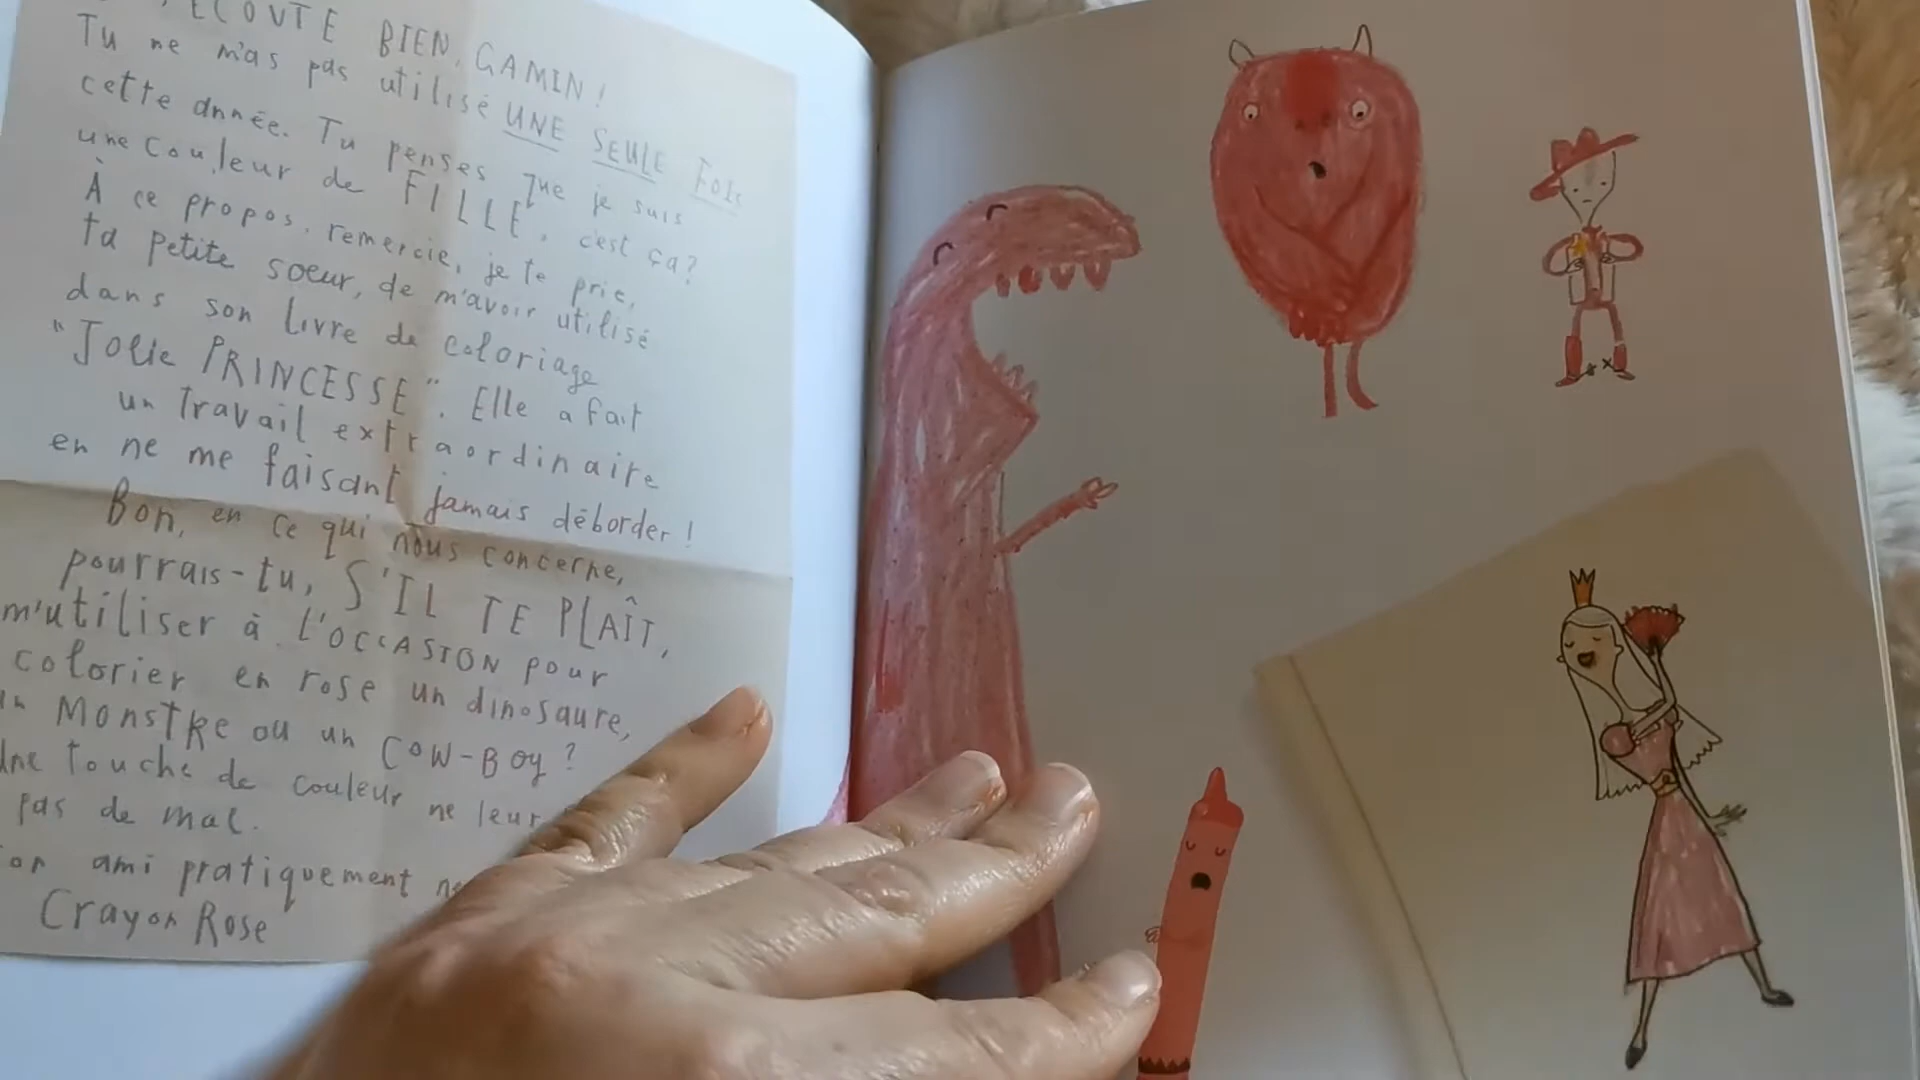 ÉCOUTE BIEN, GAMIN !
Tu ne m'as pas utilisé UNE SEULE FOIS
cette année. Tu penses que je suis
une couleur de FILLE, c'est ça ?
À ce propos, remercie, je te prie,
ta petite sœur, de m'avoir utilisé
dans son livre de coloriage
"Jolie PRINCESSE". Elle a fait
un travail extraordinaire
en ne me faisant jamais déborder !
Bon, en ce qui nous concerne,
pourrais-tu, S'IL TE PLAÎT,
m'utiliser à L'OCCASION pour
colorier en rose un dinosaure,
un MONSTRE ou un COW-BOY ?
Une touche de couleur ne leur
pas de mal.
ami pratiquement
Crayon Rose